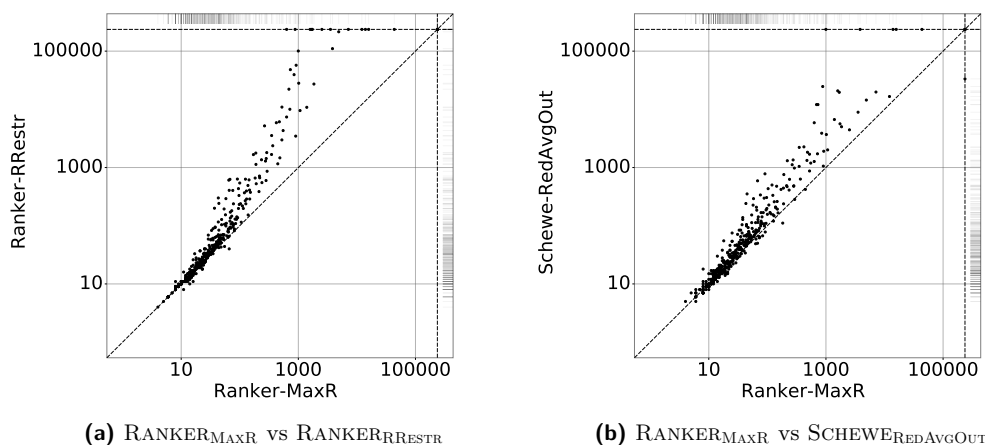 100000
1000
10
Ranker-RRestr
10 1000 100000
Ranker-MaxR
(a) RANKERMAXR vs RANKERRRESTR
100000
1000
10
Schewe-RedAvgOut
10 1000 100000
Ranker-MaxR
(b) RANKERMAXR vs SCHEWEREDAVGOUT